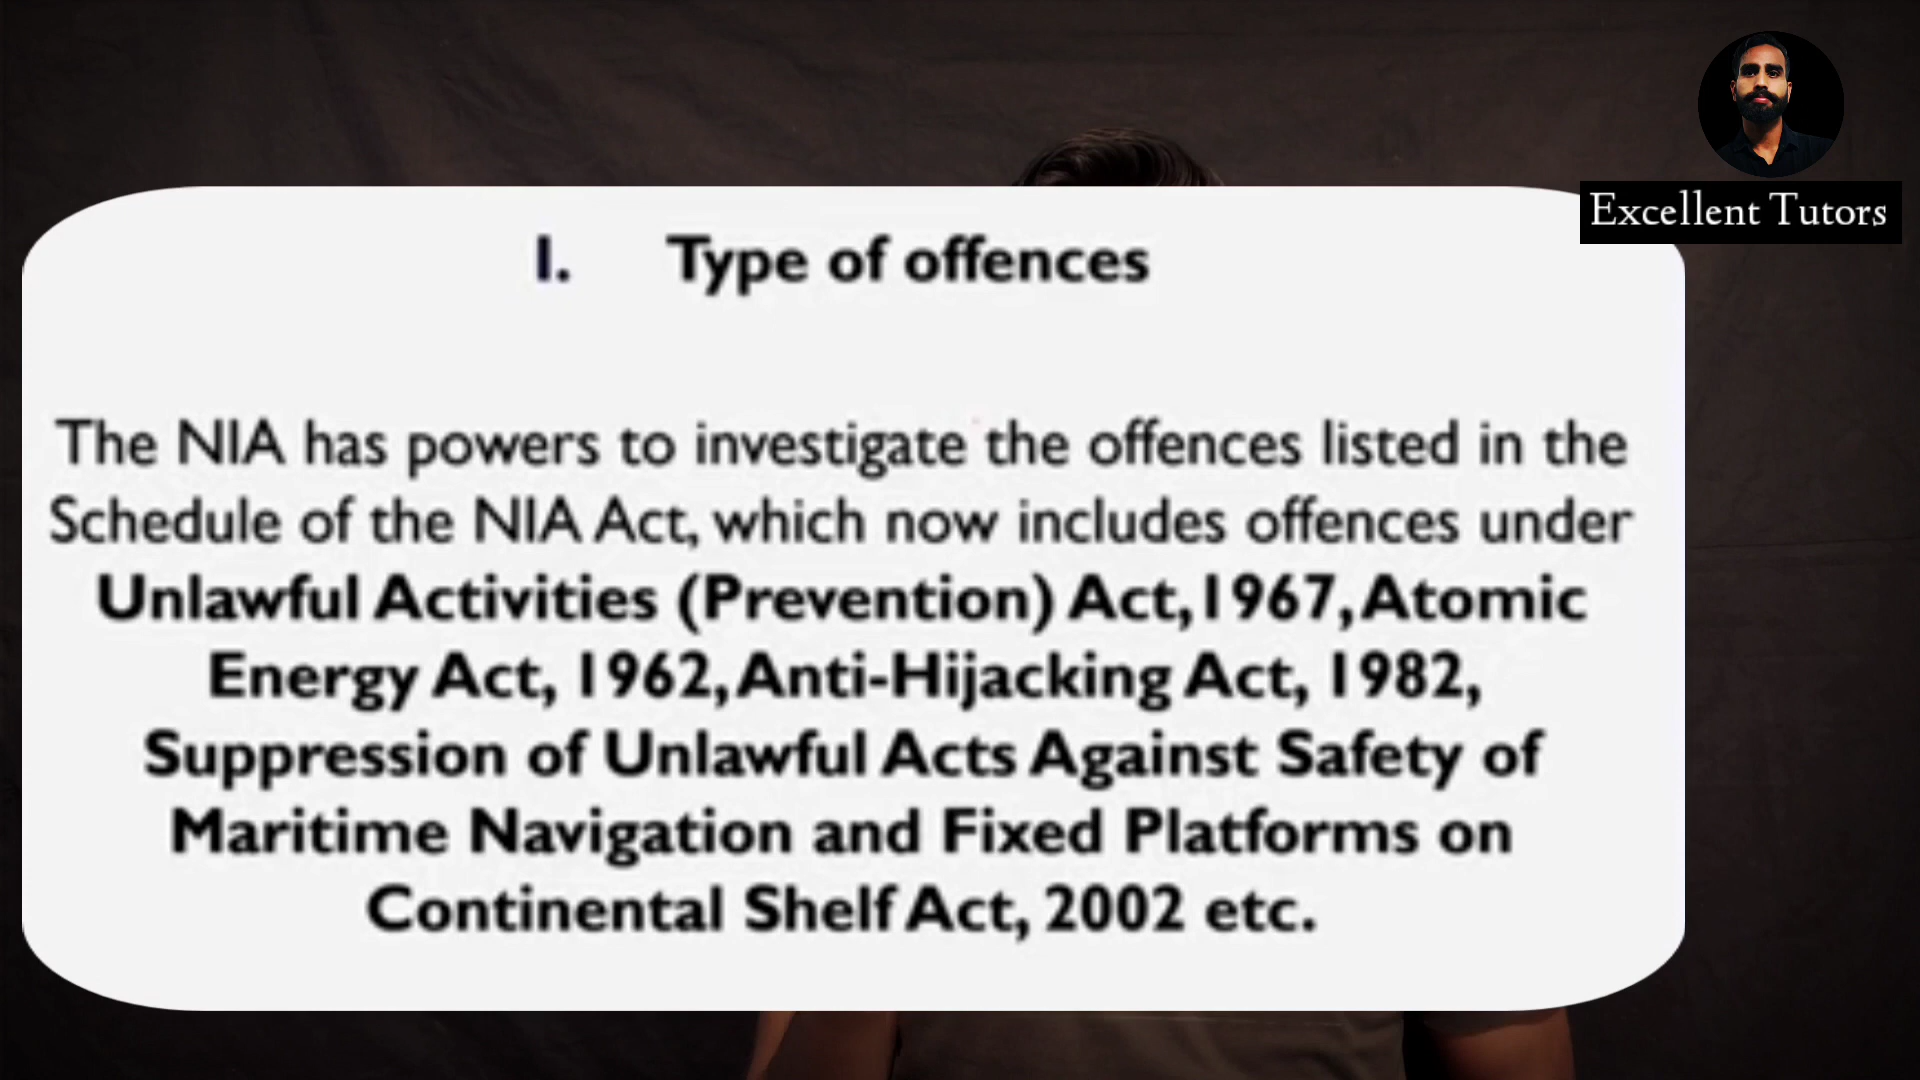 Excellent Tutors
I. Type of offences
The NIA has powers to investigate the offences listed in the
Schedule of the NIA Act, which now includes offences under
Unlawful Activities (Prevention) Act,1967, Atomic
Energy Act, 1962, Anti-Hijacking Act, 1982,
Suppression of Unlawful Acts Against Safety of
Maritime Navigation and Fixed Platforms on
Continental Shelf Act, 2002 etc.